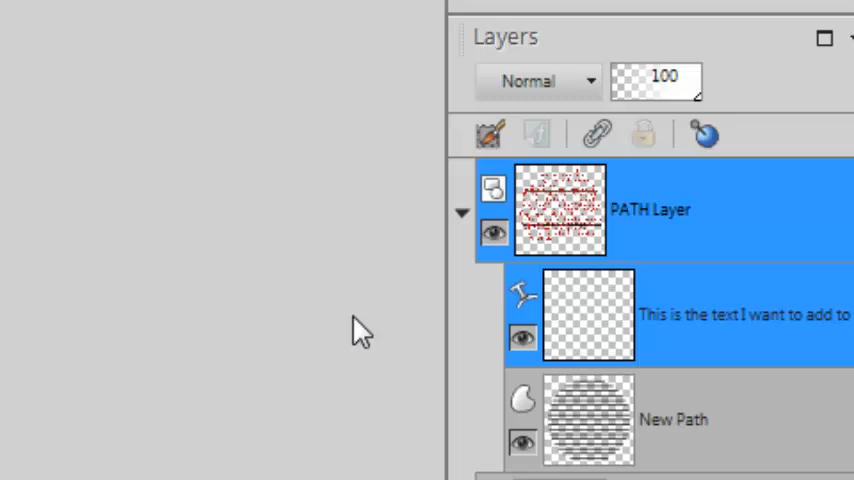 Layers
Normal
100
PATH Layer
This is the text I want to add to
New Path